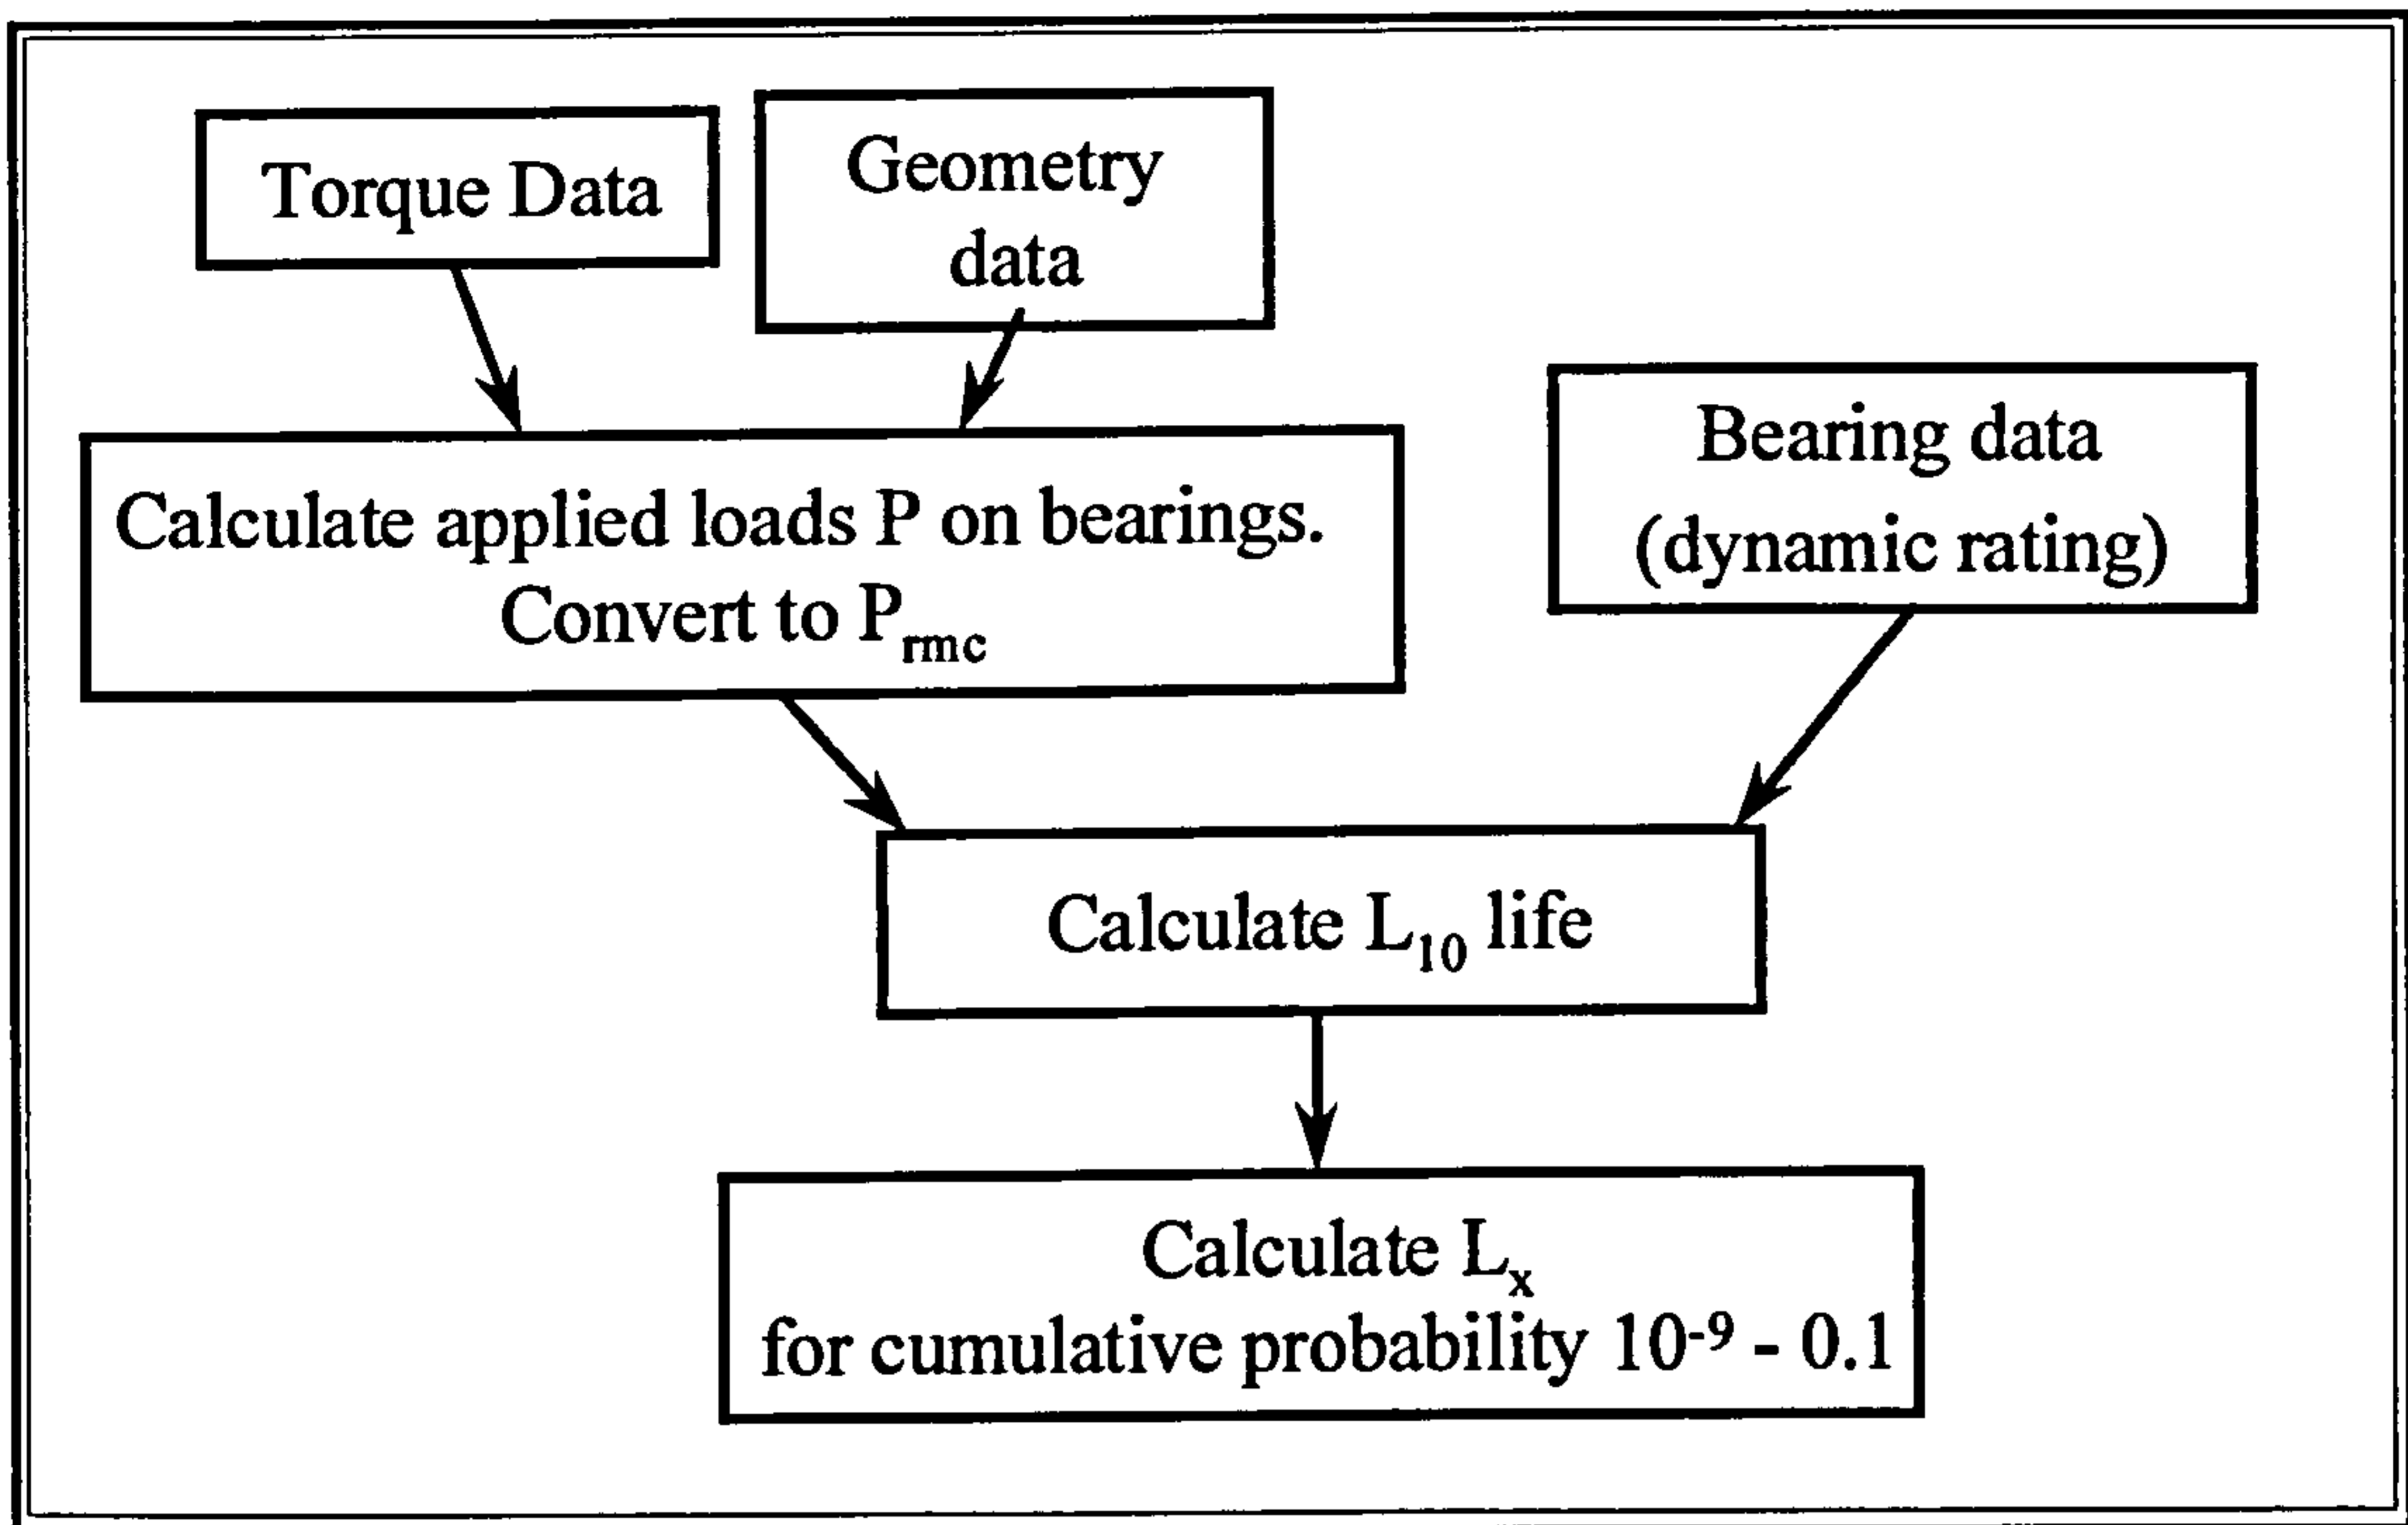 Torque Data
Geometry
data
Calculate applied loads P on bearings.
Convert to P_rmc
Bearing data
(dynamic rating)
Calculate L₁₀ life
Calculate Lₓ
for cumulative probability 10⁻⁹ - 0.1